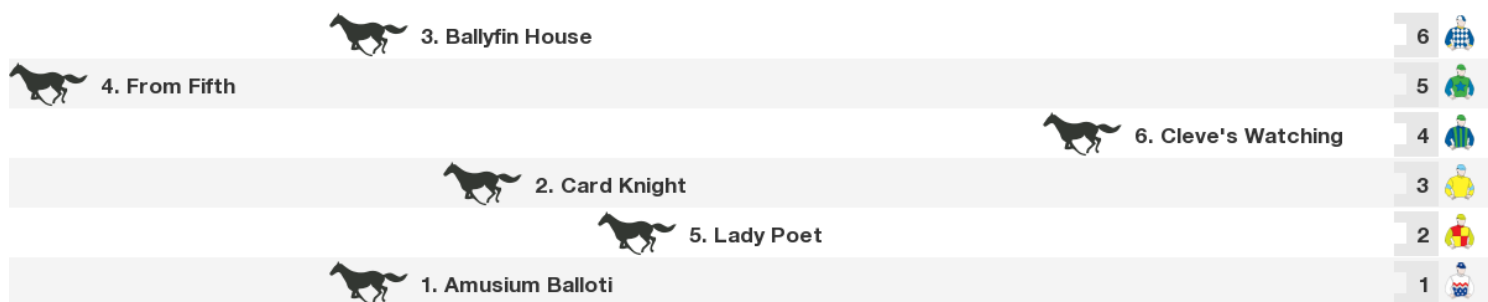 3. Ballyfin House 6
4. From Fifth 5
6. Cleve's Watching 4
2. Card Knight 3
5. Lady Poet 2
1. Amusium Balloti 1